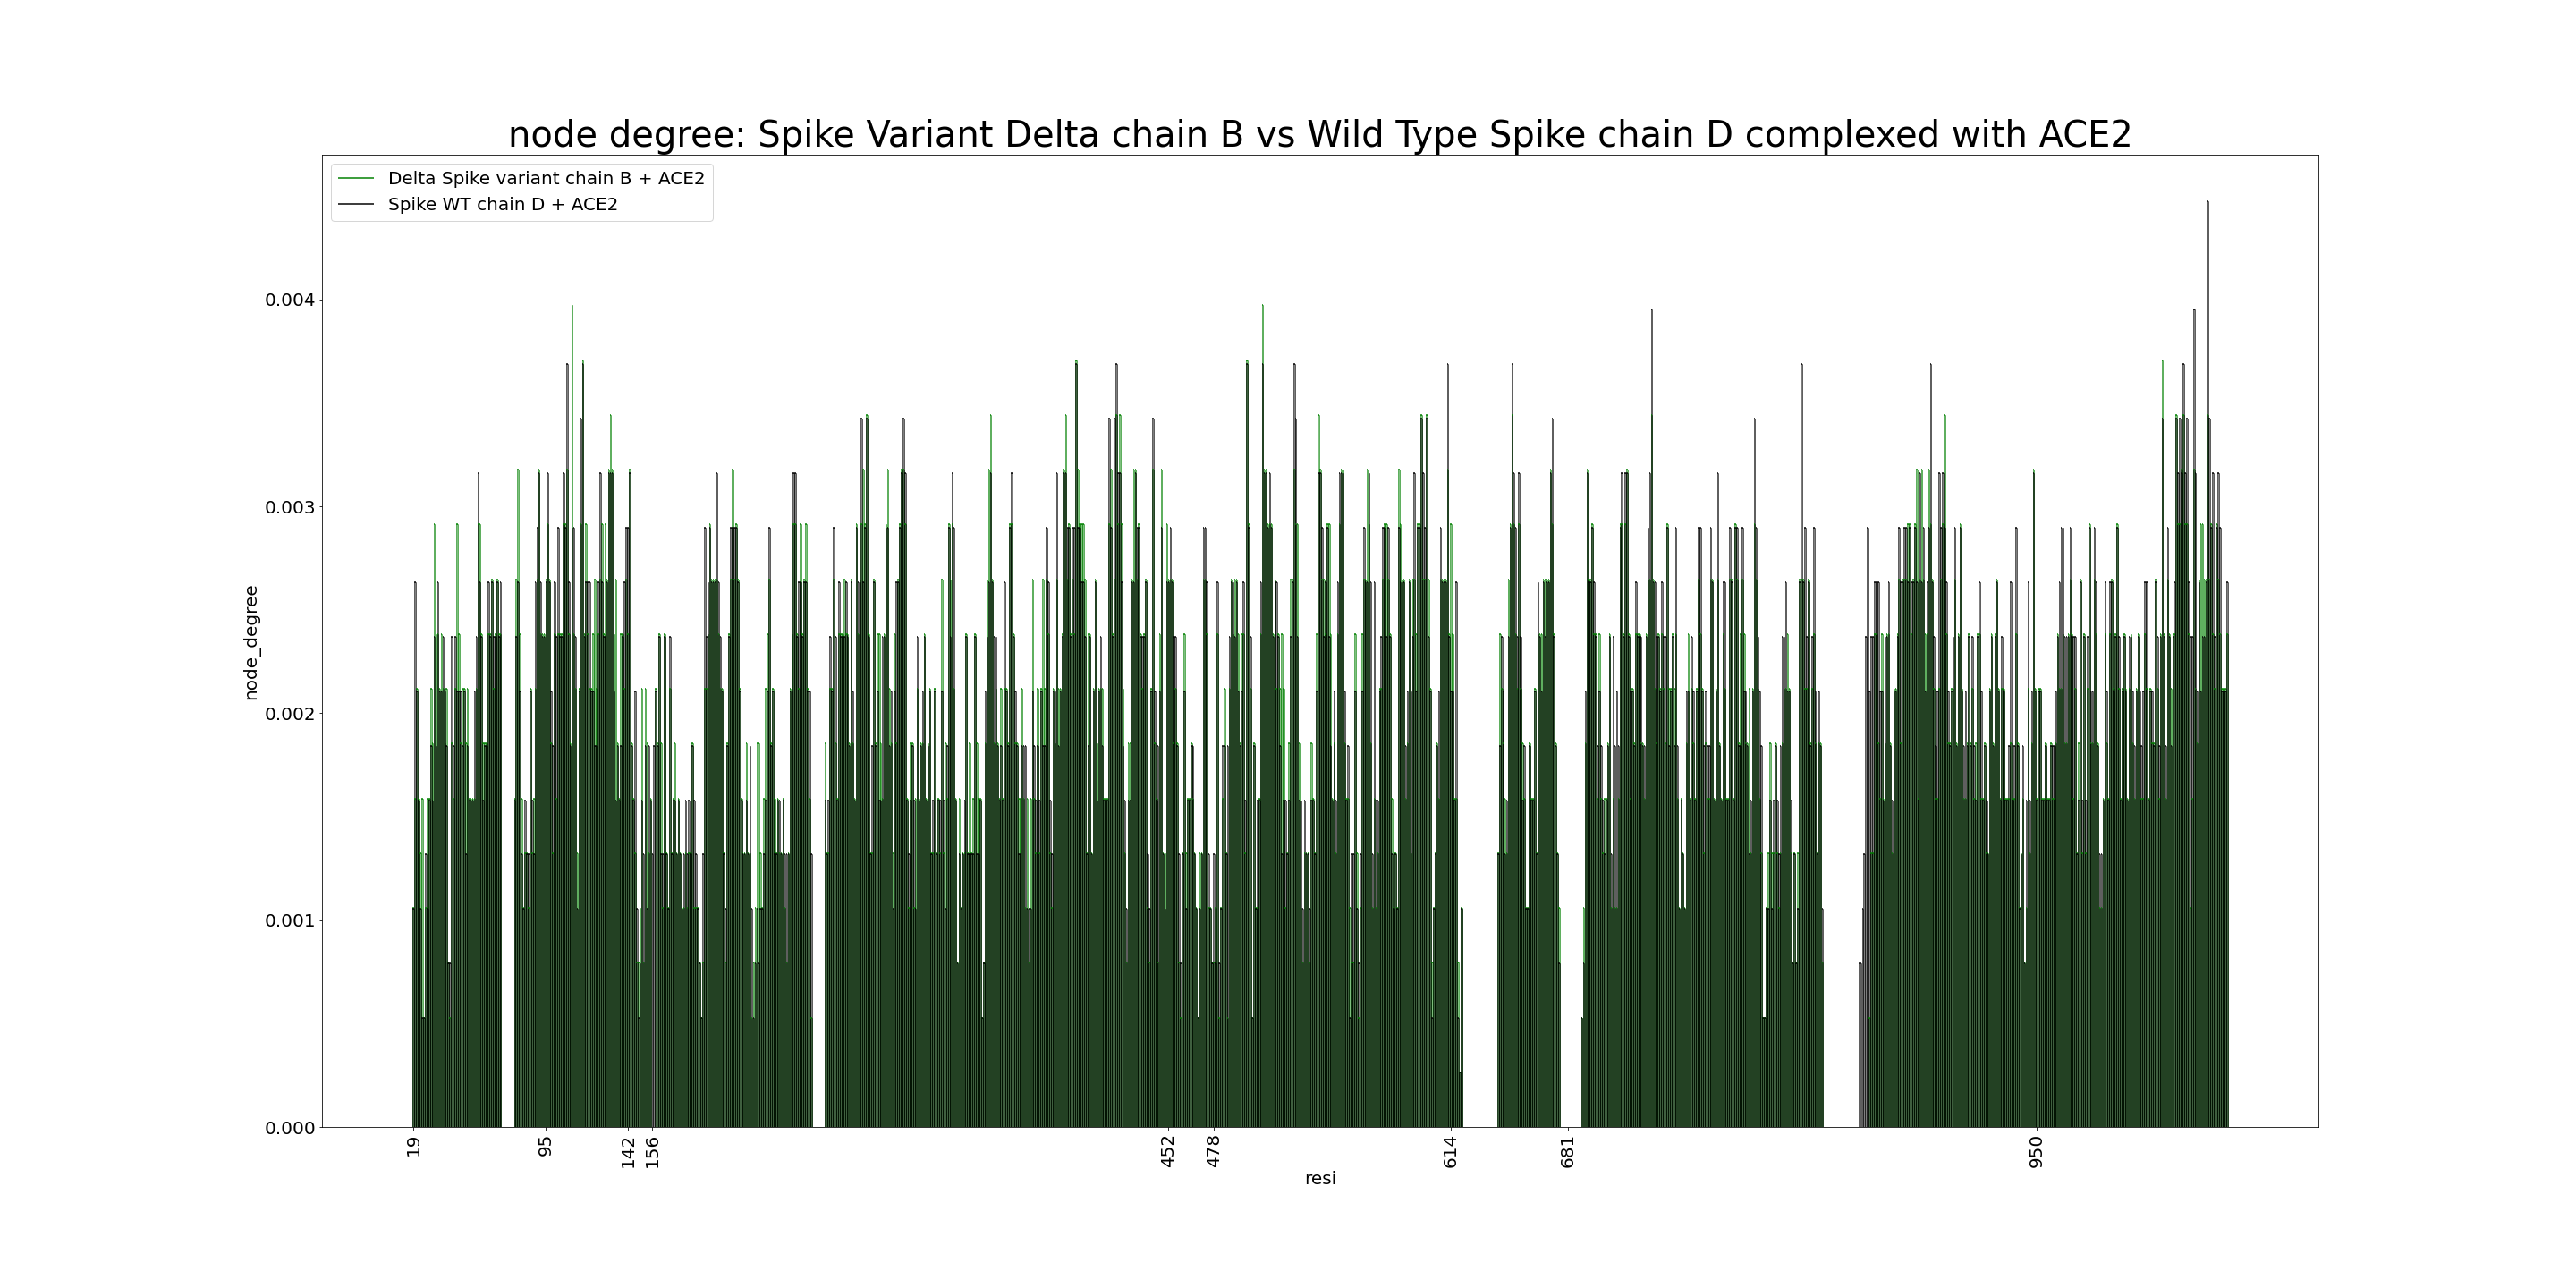 node degree: Spike Variant Delta chain B vs Wild Type Spike chain D complexed with ACE2
Delta Spike variant chain B + ACE2
Spike WT chain D + ACE2
0.004
0.003
0.002
0.001
0.000
node_degree
19
95
142
156
452
478
614
681
950
resi